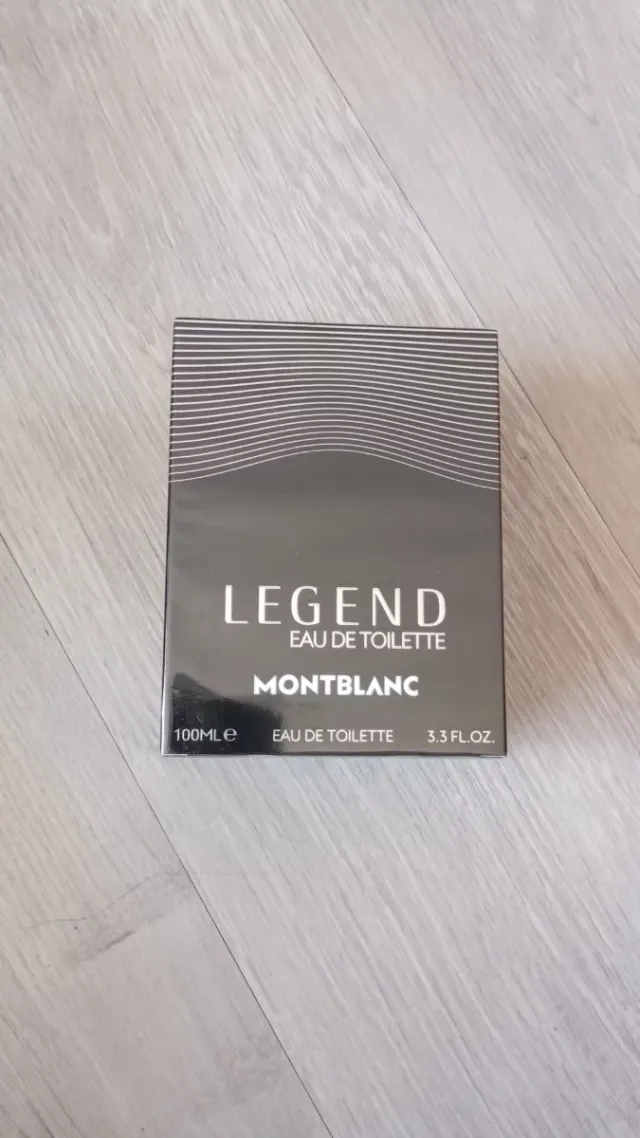 LEGEND
EAU DE TOILETTE
MONTBLANC
100ML℮ EAU DE TOILETTE 3.3 FL.OZ.